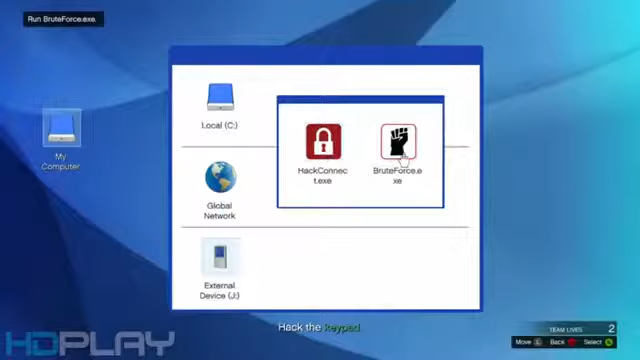 Run BruteForce.exe.
Local (C:)
HackConnec
t.exe
BruteForce.e
xe
My
Computer
Global
Network
External
Device (J:)
Hack the keypad.
TEAM LIVES 2
Move L Back Select
HDPLAY